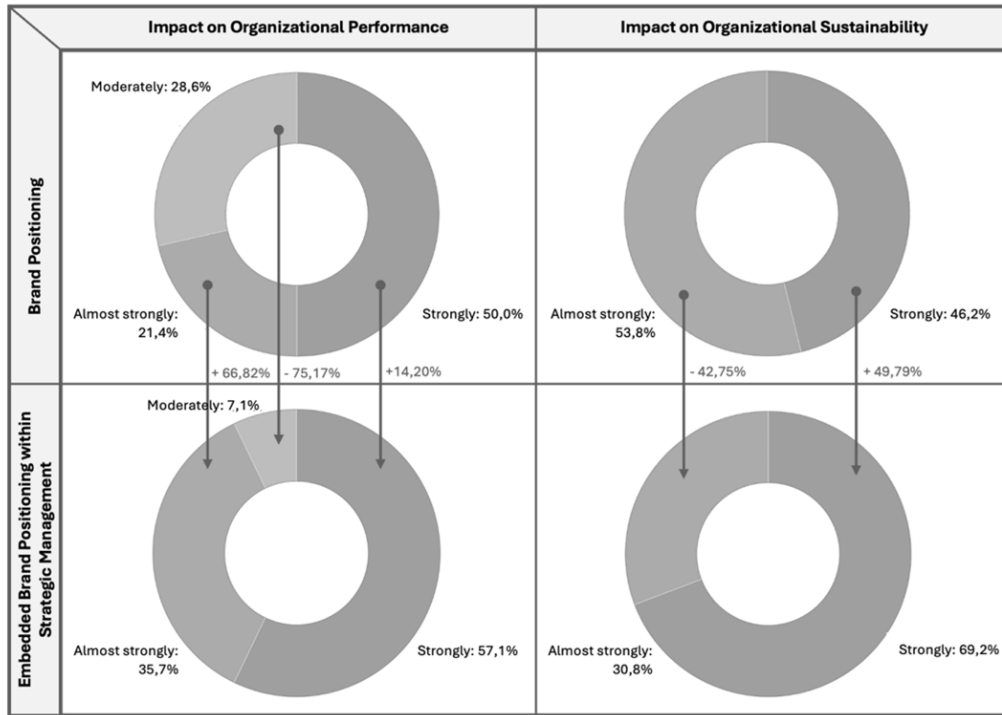 Impact on Organizational Performance
Impact on Organizational Sustainability
Brand Positioning
Moderately: 28,6%
Almost strongly:
21,4%
Strongly: 50,0%
Almost strongly:
53,8%
Strongly: 46,2%
+ 66,82%
- 75,17%
+14,20%
- 42,75%
+ 49,79%
Embedded Brand Positioning within
Strategic Management
Moderately: 7,1%
Almost strongly:
35,7%
Strongly: 57,1%
Almost strongly:
30,8%
Strongly: 69,2%